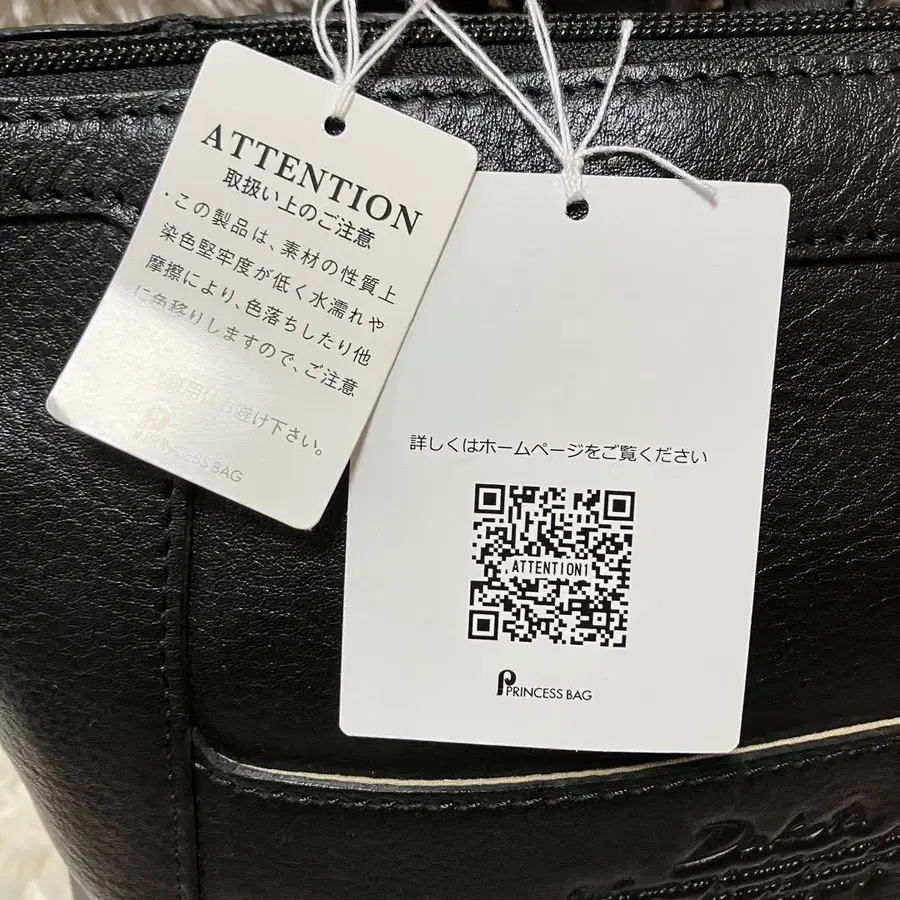 ATTENTION
取扱い上のご注意
・この製品は、素材の性質上
染色堅牢度が低く水濡れや
摩擦により、色落ちしたり他
に色移りしますので、ご注意
お避け下さい。
PRINCESS BAG
詳しくはホームページをご覧ください
ATTENTION1
PRINCESS BAG